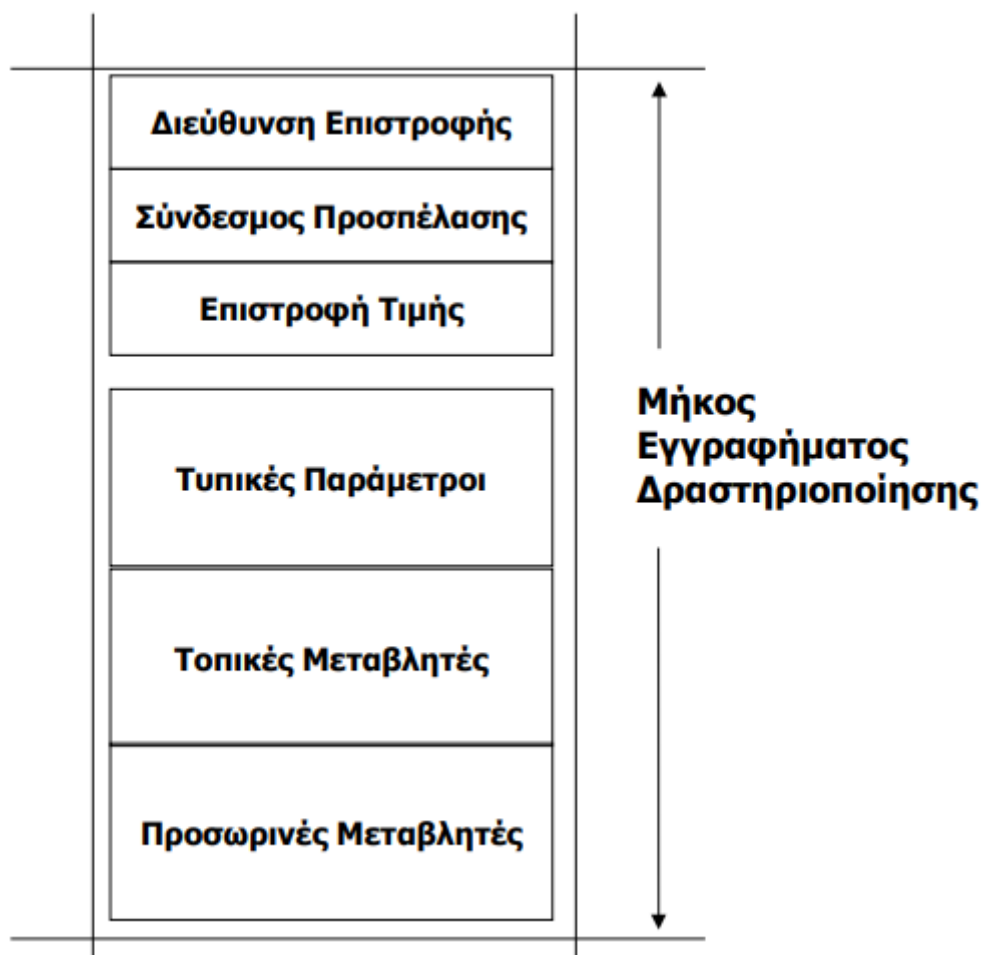 Διεύθυνση Επιστροφής
Σύνδεσμος Προσπέλασης
Επιστροφή Τιμής
Τυπικές Παράμετροι
Τοπικές Μεταβλητές
Προσωρινές Μεταβλητές
Μήκος
Εγγραφήματος
Δραστηριοποίησης